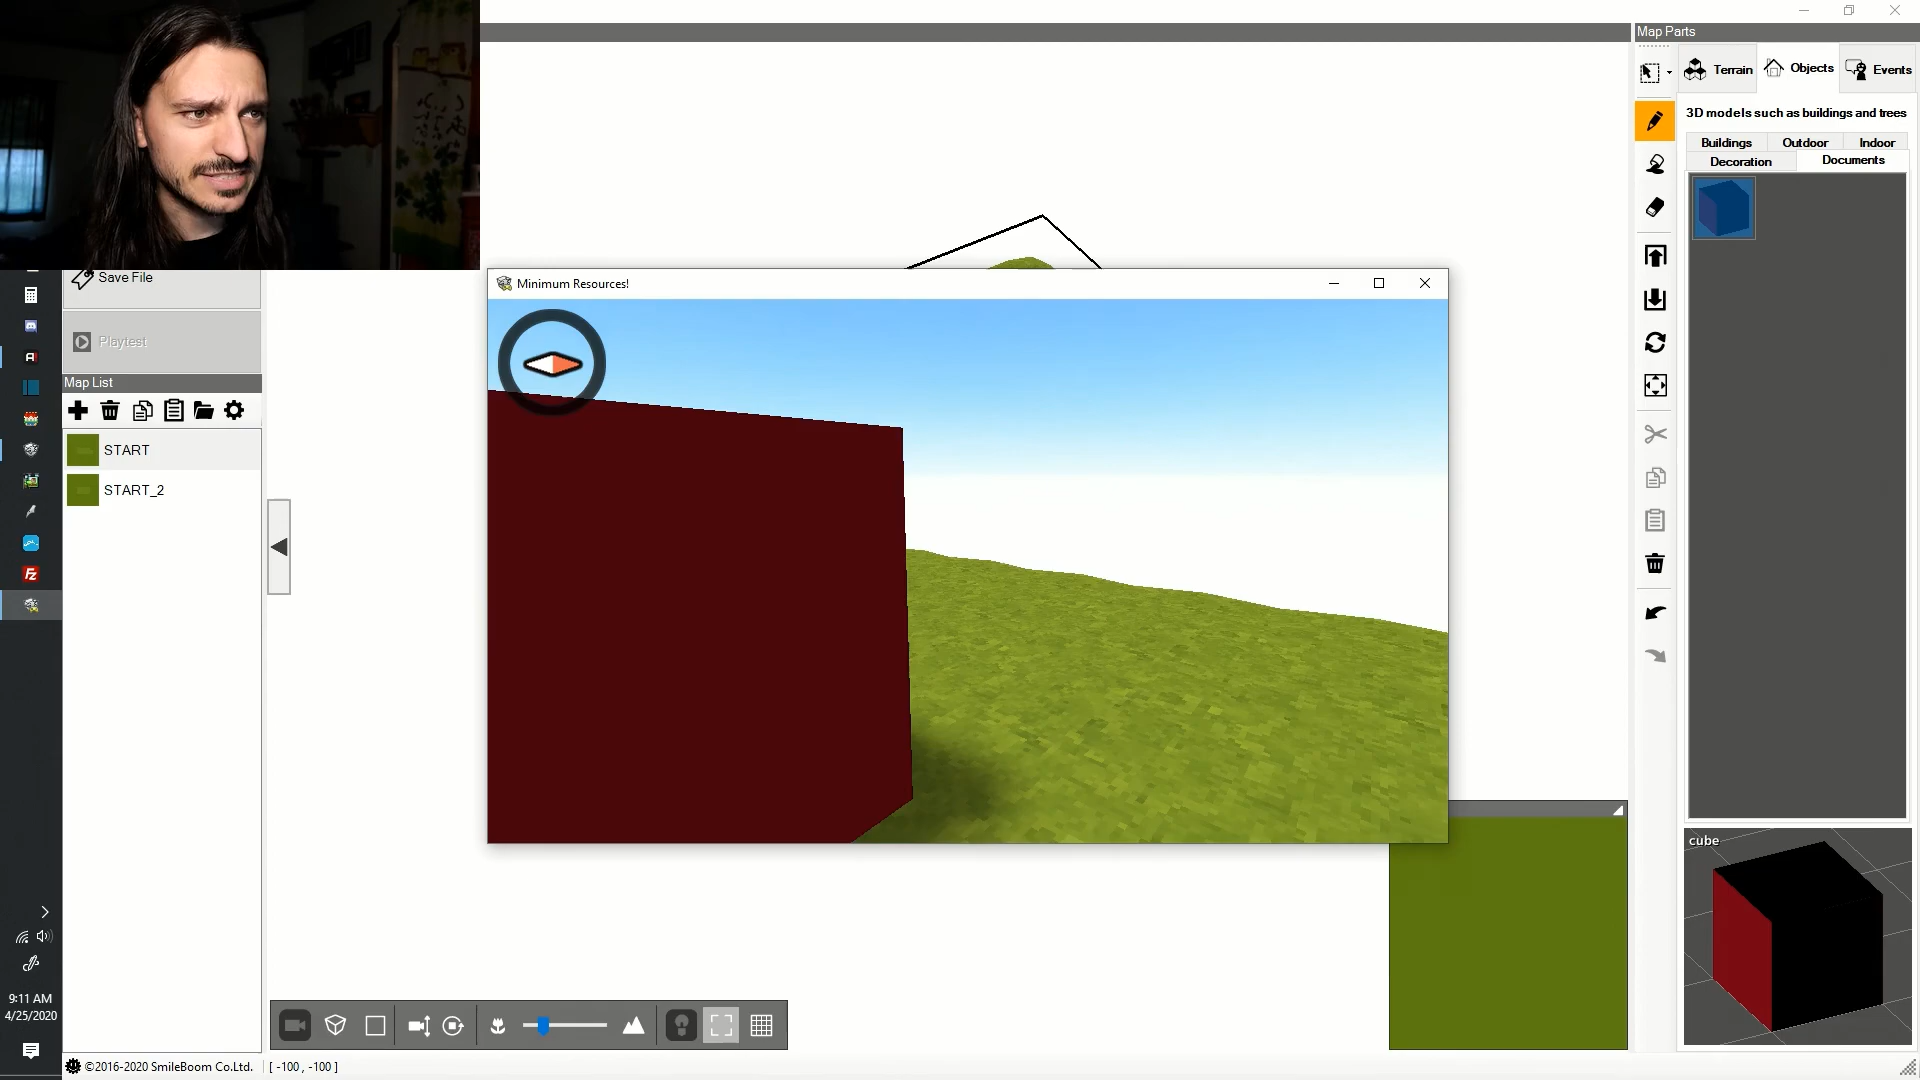 Map Parts
Terrain
Objects
Events
3D models such as buildings and trees
Buildings
Outdoor
Indoor
Decoration
Documents
Save File
Minimum Resources!
Playtest
Map List
START
START_2
cube
9:11 AM
4/25/2020
©2016-2020 SmileBoom Co.Ltd.
[ -100 , -100 ]
A!
Fz